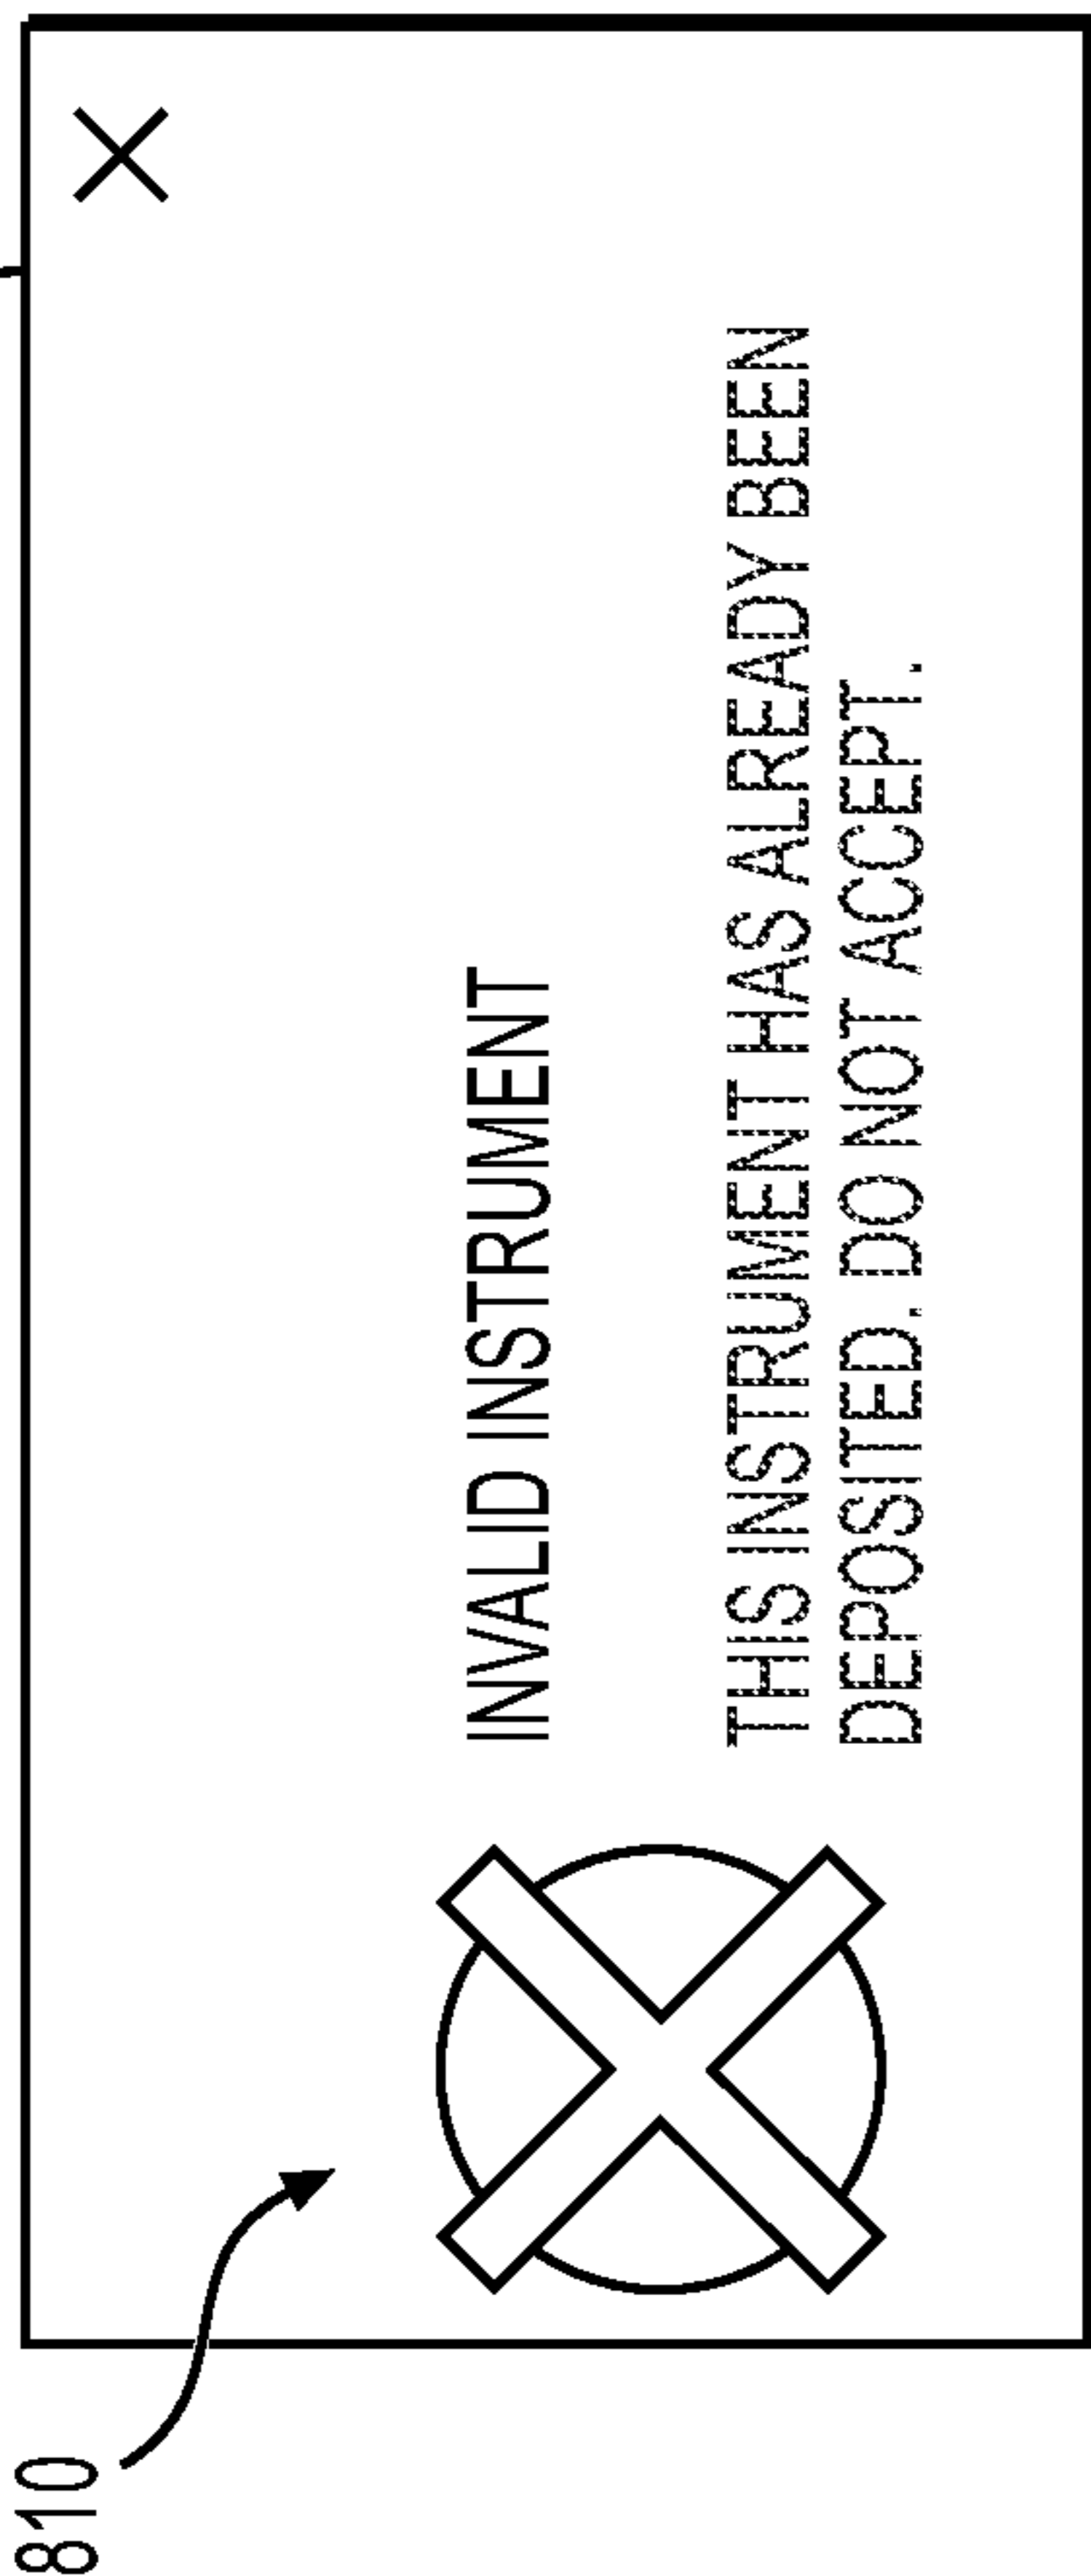 INVALID INSTRUMENT
THIS INSTRUMENT HAS ALREADY BEEN
DEPOSITED. DO NOT ACCEPT.
810